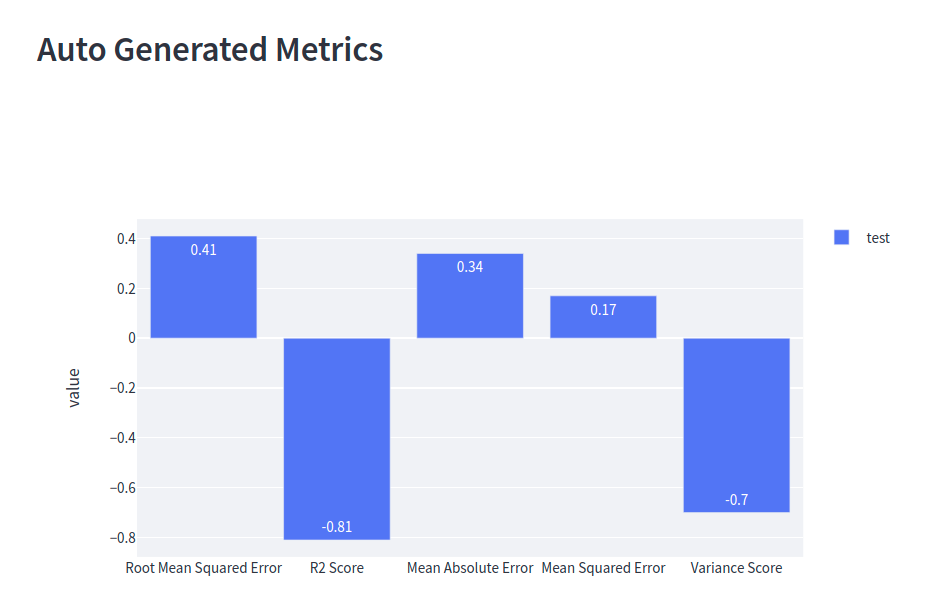 Auto Generated Metrics
test
0.4
0.2
0
−0.2
−0.4
−0.6
−0.8
value
0.41
-0.81
0.34
0.17
-0.7
Root Mean Squared Error
R2 Score
Mean Absolute Error
Mean Squared Error
Variance Score